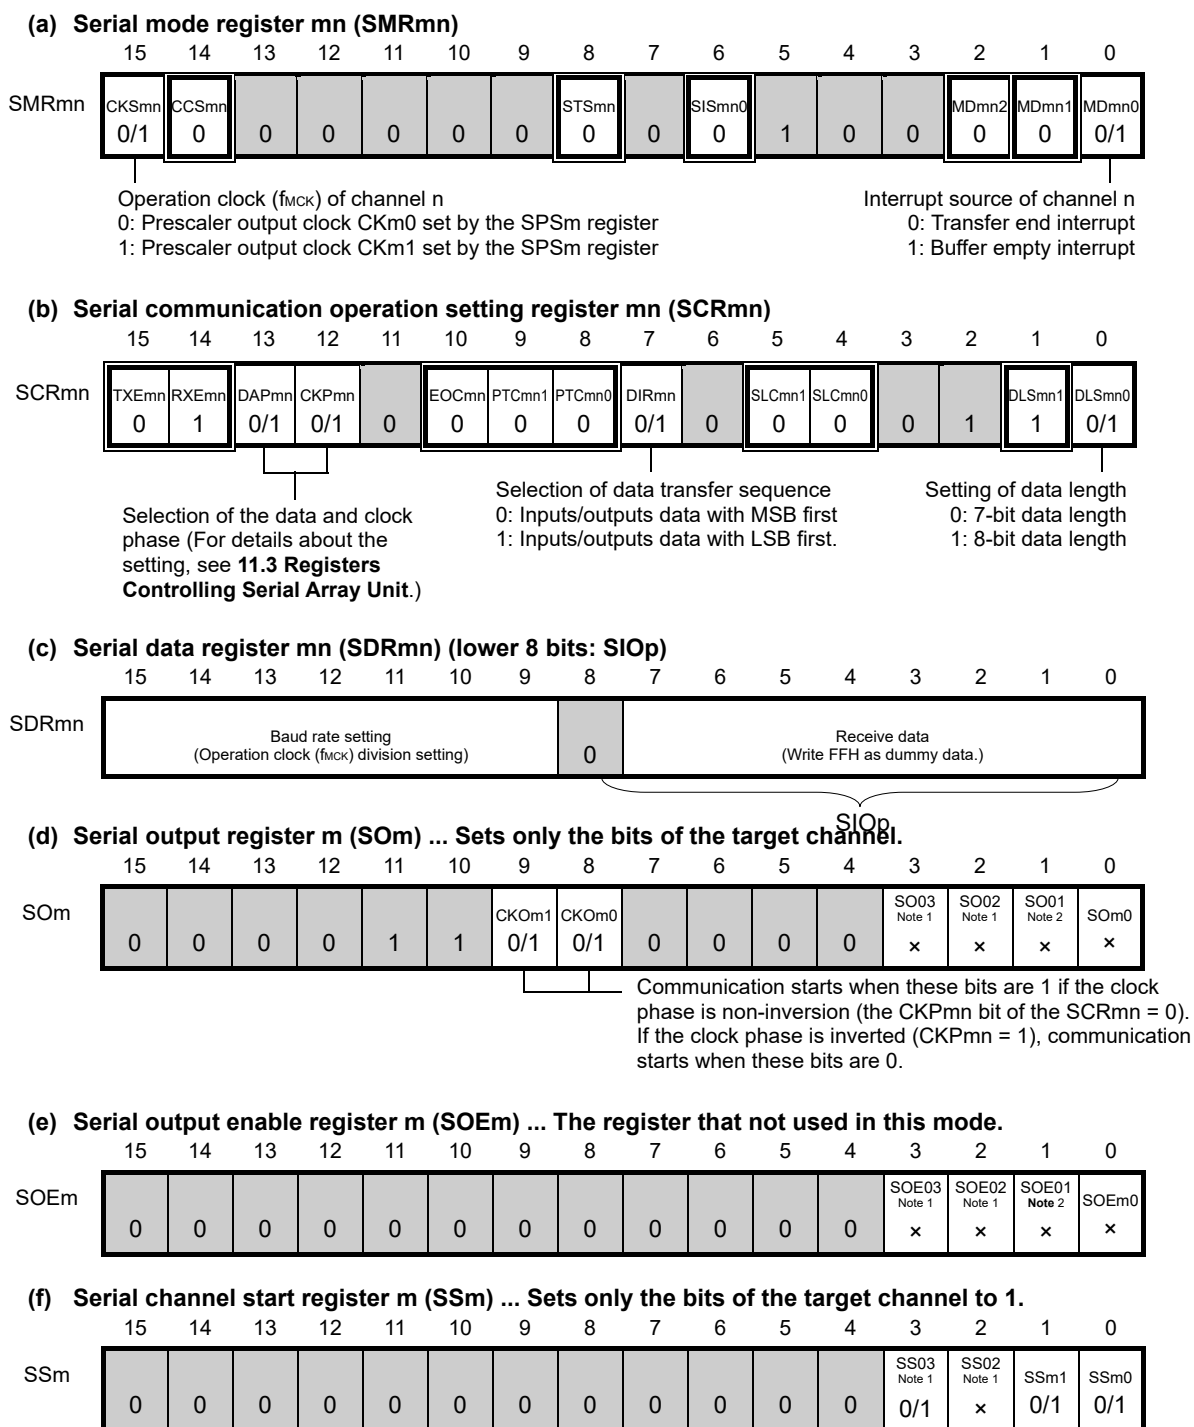 (a) Serial mode register mn (SMRmn)
15 14 13 12 11 10 9 8 7 6 5 4 3 2 1 0
SMRmn
CKSmn CCSmn STSmn SISmn0 MDmn2 MDmn1 MDmn0
0/1 0 0 0 0 0 0 0 0 0 1 0 0 0 0 0/1
Operation clock (fMCK) of channel n
0: Prescaler output clock CKm0 set by the SPSm register
1: Prescaler output clock CKm1 set by the SPSm register
Interrupt source of channel n
0: Transfer end interrupt
1: Buffer empty interrupt
(b) Serial communication operation setting register mn (SCRmn)
15 14 13 12 11 10 9 8 7 6 5 4 3 2 1 0
SCRmn
TXEmn RXEmn DAPmn CKPmn EOCmn PTCmn1 PTCmn0 DIRmn SLCmn1 SLCmn0 DLSmn1 DLSmn0
0 1 0/1 0/1 0 0 0 0 0/1 0 0 0 0 1 1 0/1
Selection of the data and clock
phase (For details about the
setting, see 11.3 Registers
Controlling Serial Array Unit.)
Selection of data transfer sequence
0: Inputs/outputs data with MSB first
1: Inputs/outputs data with LSB first.
Setting of data length
0: 7-bit data length
1: 8-bit data length
(c) Serial data register mn (SDRmn) (lower 8 bits: SIOp)
15 14 13 12 11 10 9 8 7 6 5 4 3 2 1 0
SDRmn
Baud rate setting
(Operation clock (fMCK) division setting)
0
Receive data
(Write FFH as dummy data.)
SIOp
(d) Serial output register m (SOm) ... Sets only the bits of the target channel.
15 14 13 12 11 10 9 8 7 6 5 4 3 2 1 0
SOm
CKOm1 CKOm0 SO03 SO02 SO01 SOm0
Note 1 Note 1 Note 2
0 0 0 0 1 1 0/1 0/1 0 0 0 0 × × × ×
Communication starts when these bits are 1 if the clock
phase is non-inversion (the CKPmn bit of the SCRmn = 0).
If the clock phase is inverted (CKPmn = 1), communication
starts when these bits are 0.
(e) Serial output enable register m (SOEm) ... The register that not used in this mode.
15 14 13 12 11 10 9 8 7 6 5 4 3 2 1 0
SOEm
SOE03 SOE02 SOE01 SOEm0
Note 1 Note 1 Note 2
0 0 0 0 0 0 0 0 0 0 0 0 × × × ×
(f) Serial channel start register m (SSm) ... Sets only the bits of the target channel to 1.
15 14 13 12 11 10 9 8 7 6 5 4 3 2 1 0
SSm
SS03 SS02 SSm1 SSm0
Note 1 Note 1
0 0 0 0 0 0 0 0 0 0 0 0 0/1 × 0/1 0/1